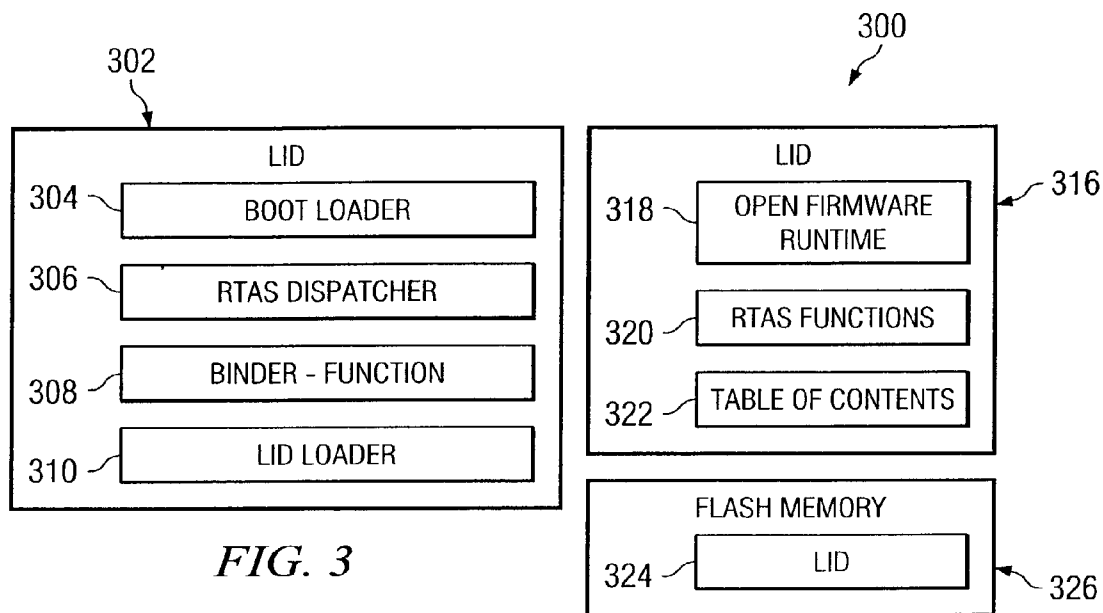 300
302
LID
304
BOOT LOADER
306
RTAS DISPATCHER
308
BINDER - FUNCTION
310
LID LOADER
FIG. 3
LID
316
318
OPEN FIRMWARE
RUNTIME
320
RTAS FUNCTIONS
322
TABLE OF CONTENTS
FLASH MEMORY
324
LID
326